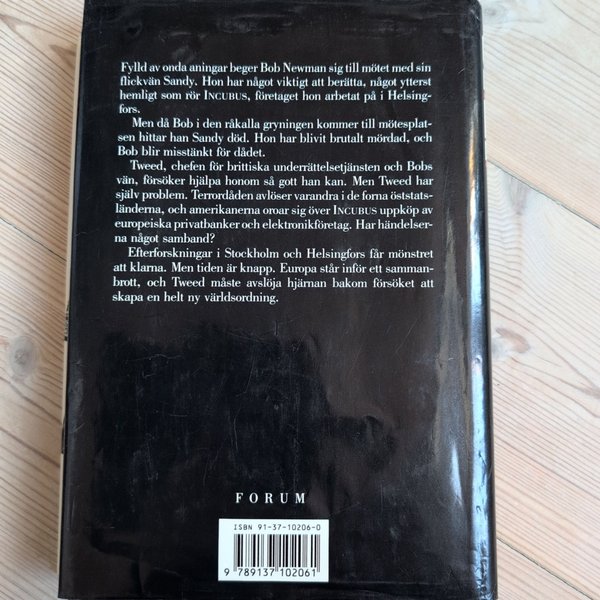 Fylld av onda aningar beger Bob Newman sig till mötet med sin
flickvän Sandy. Hon har något viktigt att berätta, något ytterst
hemligt som rör INCUBUS, företaget hon arbetat på i Helsing-
fors.
Men då Bob i den råkalla gryningen kommer till mötesplat-
sen hittar han Sandy död. Hon har blivit brutalt mördad, och
Bob blir misstänkt för dådet.
Tweed, chefen för brittiska underrättelsetjänsten och Bobs
vän, försöker hjälpa honom så gott han kan. Men Tweed har
själv problem. Terrordåden avlöser varandra i de forna öststats-
länderna, och amerikanerna oroar sig över INCUBUS uppköp av
europeiska privatbanker och elektronikföretag. Har händelser-
na något samband?
Efterforskningar i Stockholm och Helsingfors får mönstret
att klarna. Men tiden är knapp. Europa står inför ett samman-
brott, och Tweed måste avslöja hjärnan bakom försöket att
skapa en helt ny världsordning.
FORUM
ISBN 91-37-10206-0
9 789137 102061